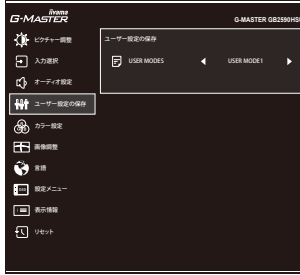 iiyama
G-MASTER
G-MASTER GB2590HSU
ピクチャー調整
ユーザー設定の保存
入力選択
USER MODES
USER MODE1
オーディオ設定
ユーザー設定の保存
カラー設定
画像調整
言語
設定メニュー
表示情報
リセット